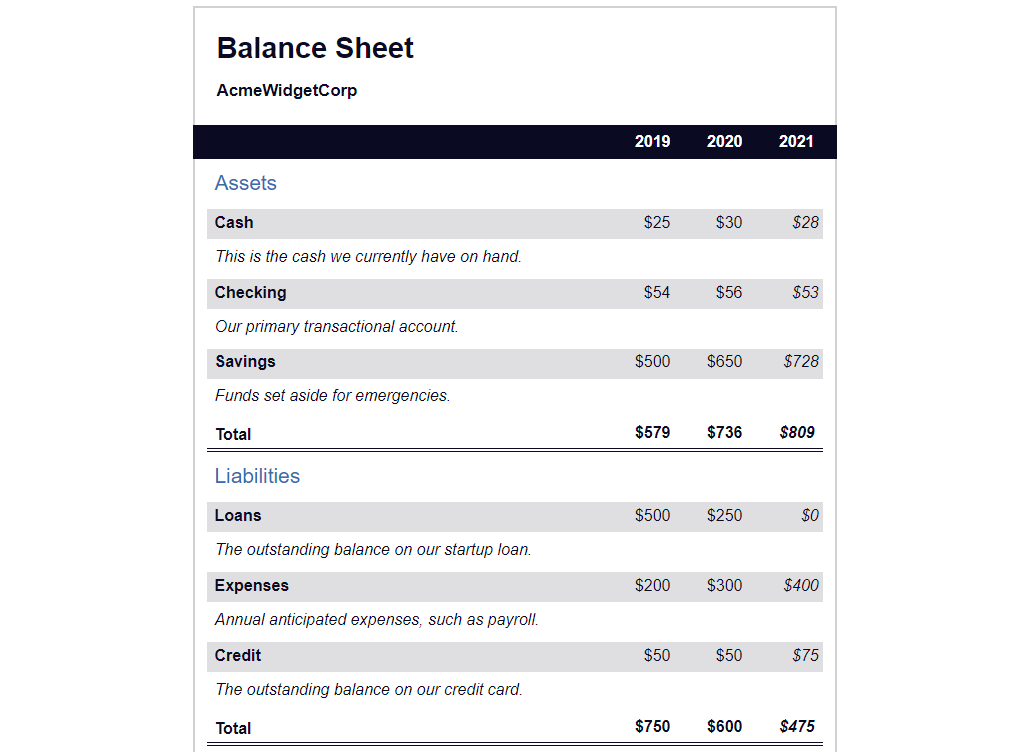 Balance Sheet
AcmeWidgetCorp
2019 2020 2021
Assets
Cash $25 $30 $28
This is the cash we currently have on hand.
Checking $54 $56 $53
Our primary transactional account.
Savings $500 $650 $728
Funds set aside for emergencies.
Total $579 $736 $809
Liabilities
Loans $500 $250 $0
The outstanding balance on our startup loan.
Expenses $200 $300 $400
Annual anticipated expenses, such as payroll.
Credit $50 $50 $75
The outstanding balance on our credit card.
Total $750 $600 $475